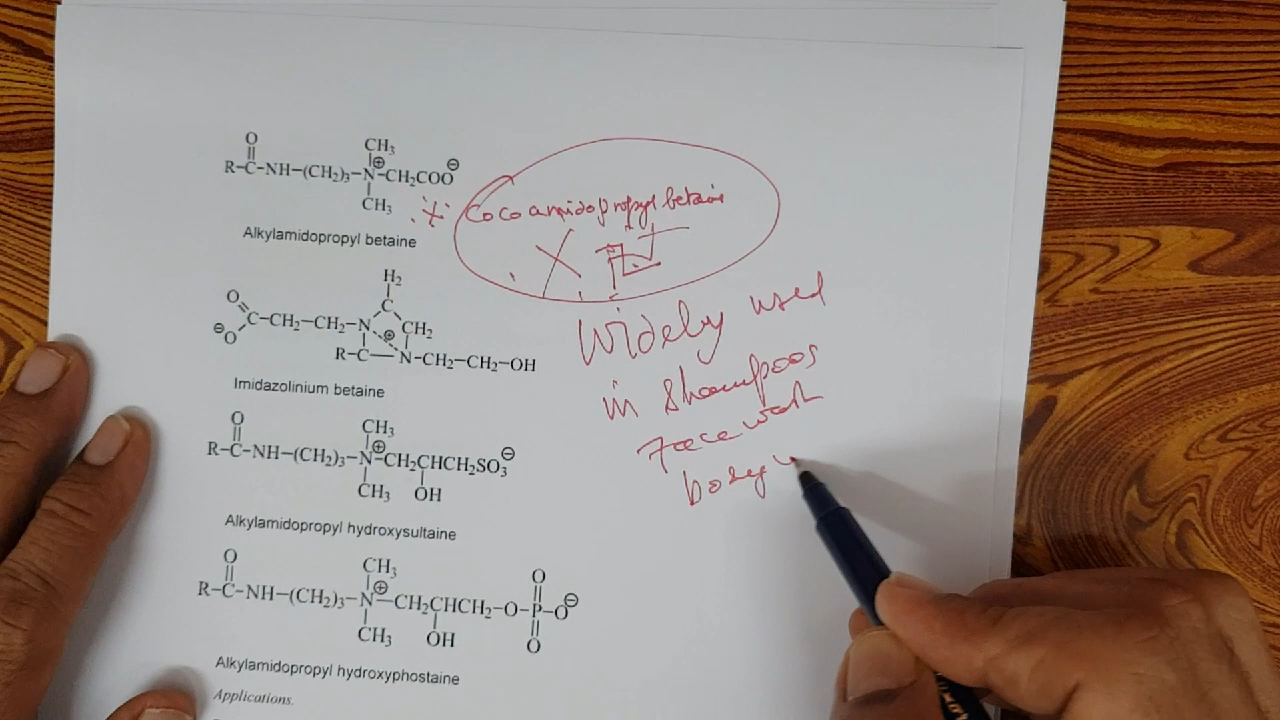 O
CH₃
R-C-NH-(CH₂)₃-N⊕-CH₂COO⊖
CH₃
Alkylamidopropyl betaine
Cocoamidopropyl betaine
H₂
C
O
C-CH₂-CH₂-N
CH₂
⊖O
⊕
R-C-N-CH₂-CH₂-OH
Imidazolinium betaine
Widely used
in Shampoos
Face wash
body
O
CH₃
R-C-NH-(CH₂)₃-N⊕-CH₂CHCH₂SO₃⊖
CH₃ OH
Alkylamidopropyl hydroxysultaine
O
CH₃
O
R-C-NH-(CH₂)₃-N⊕-CH₂CHCH₂-O-P-O⊖
CH₃ OH O
Alkylamidopropyl hydroxyphostaine
Applications.